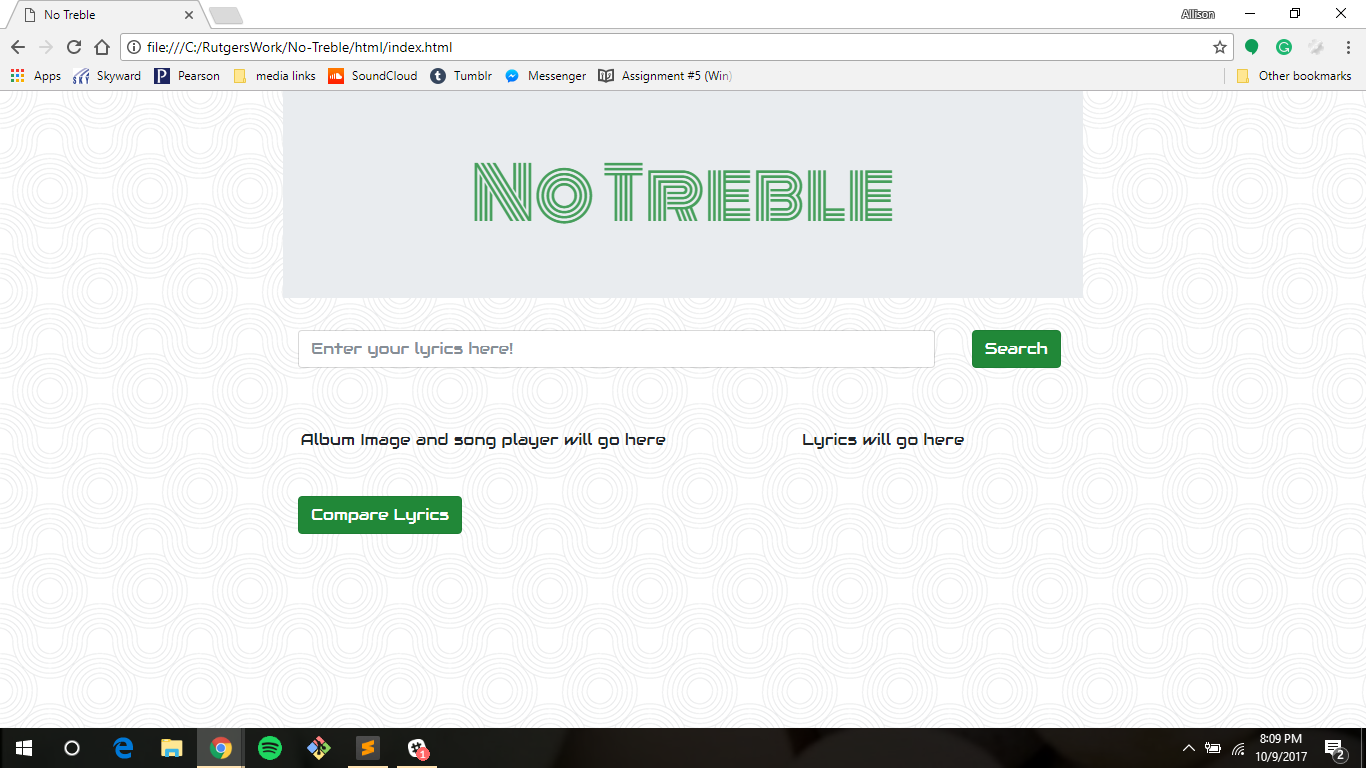 No Treble
Allison
file:///C:/RutgersWork/No-Treble/html/index.html
Apps Skyward Pearson media links SoundCloud Tumblr Messenger Assignment #5 (Win) Other bookmarks
No Treble
Enter your lyrics here! Search
Album Image and song player will go here Lyrics will go here
Compare Lyrics
8:09 PM
10/9/2017
1
2